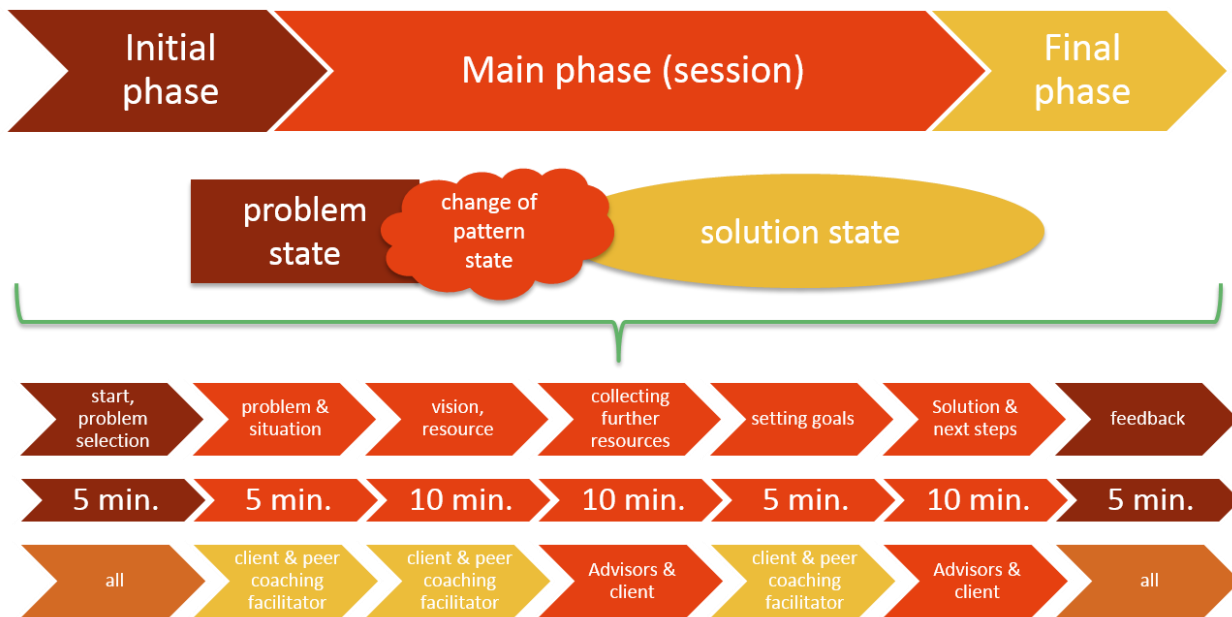 Initial
phase
Main phase (session)
Final
phase
problem
state
change of
pattern
state
solution state
start,
problem
selection
problem &
situation
vision,
resource
collecting
further
resources
setting goals
Solution &
next steps
feedback
5 min.
5 min.
10 min.
10 min.
5 min.
10 min.
5 min.
all
client & peer
coaching
facilitator
client & peer
coaching
facilitator
Advisors &
client
client & peer
coaching
facilitator
Advisors &
client
all